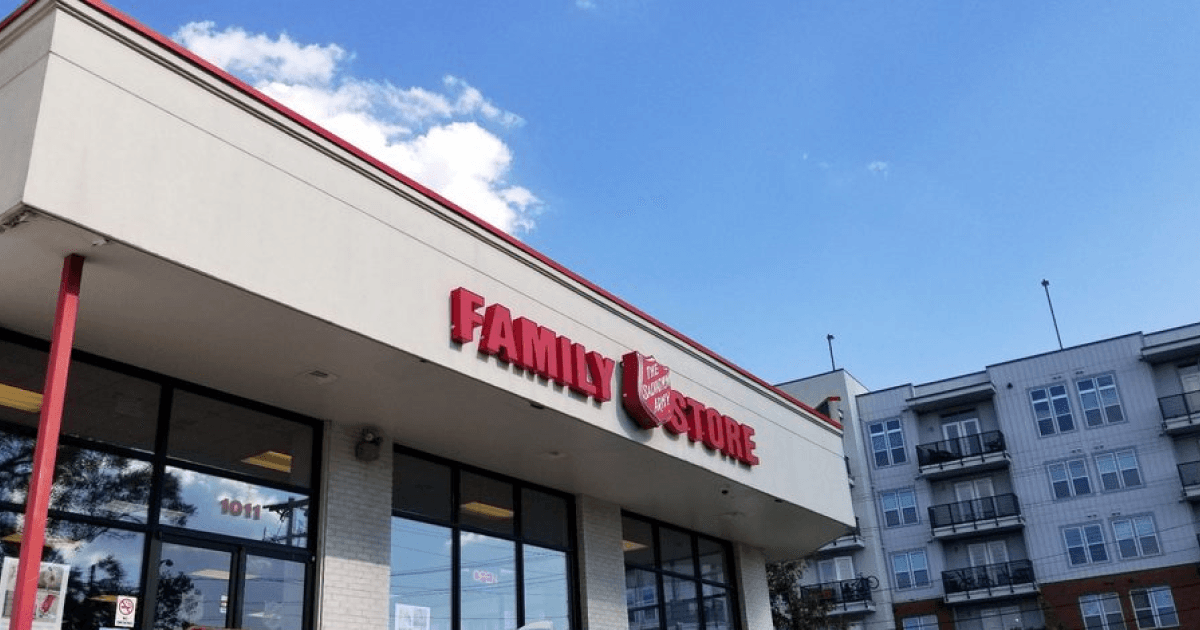 FAMILY
THE
SALVATION
ARMY
STORE
1011
OPEN